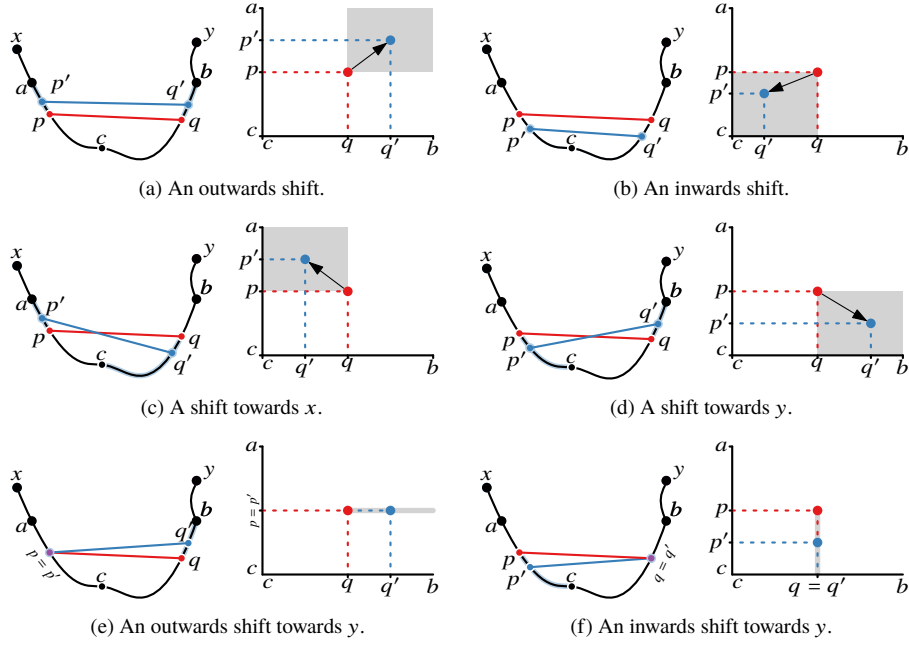 x y a p′ q′ b p q c
a p′ p c c q q′ b
(a) An outwards shift.
x y a b p q p′ c q′
a p p′ c c q′ q b
(b) An inwards shift.
x y a p′ b p q c q′
a p′ p c c q′ q b
(c) A shift towards x.
x y a q′ b p q p′ c
a p p′ c c q q′ b
(d) A shift towards y.
x y a q′ b p = p′ q c
a p = p′ c c q q′ b
(e) An outwards shift towards y.
x y a b p p′ c q = q′
a p p′ c c q = q′ b
(f) An inwards shift towards y.